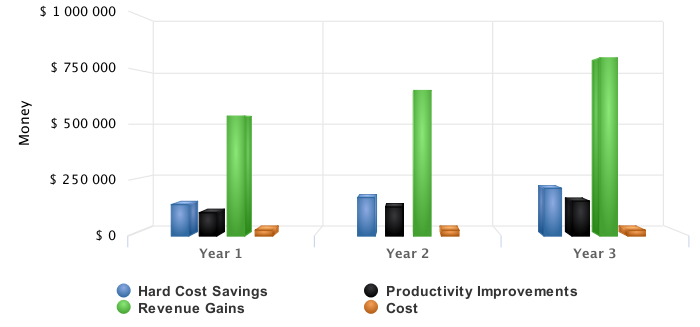 $ 1 000 000
$ 750 000
$ 500 000
$ 250 000
$ 0
Money
Year 1
Year 2
Year 3
Hard Cost Savings
Productivity Improvements
Revenue Gains
Cost